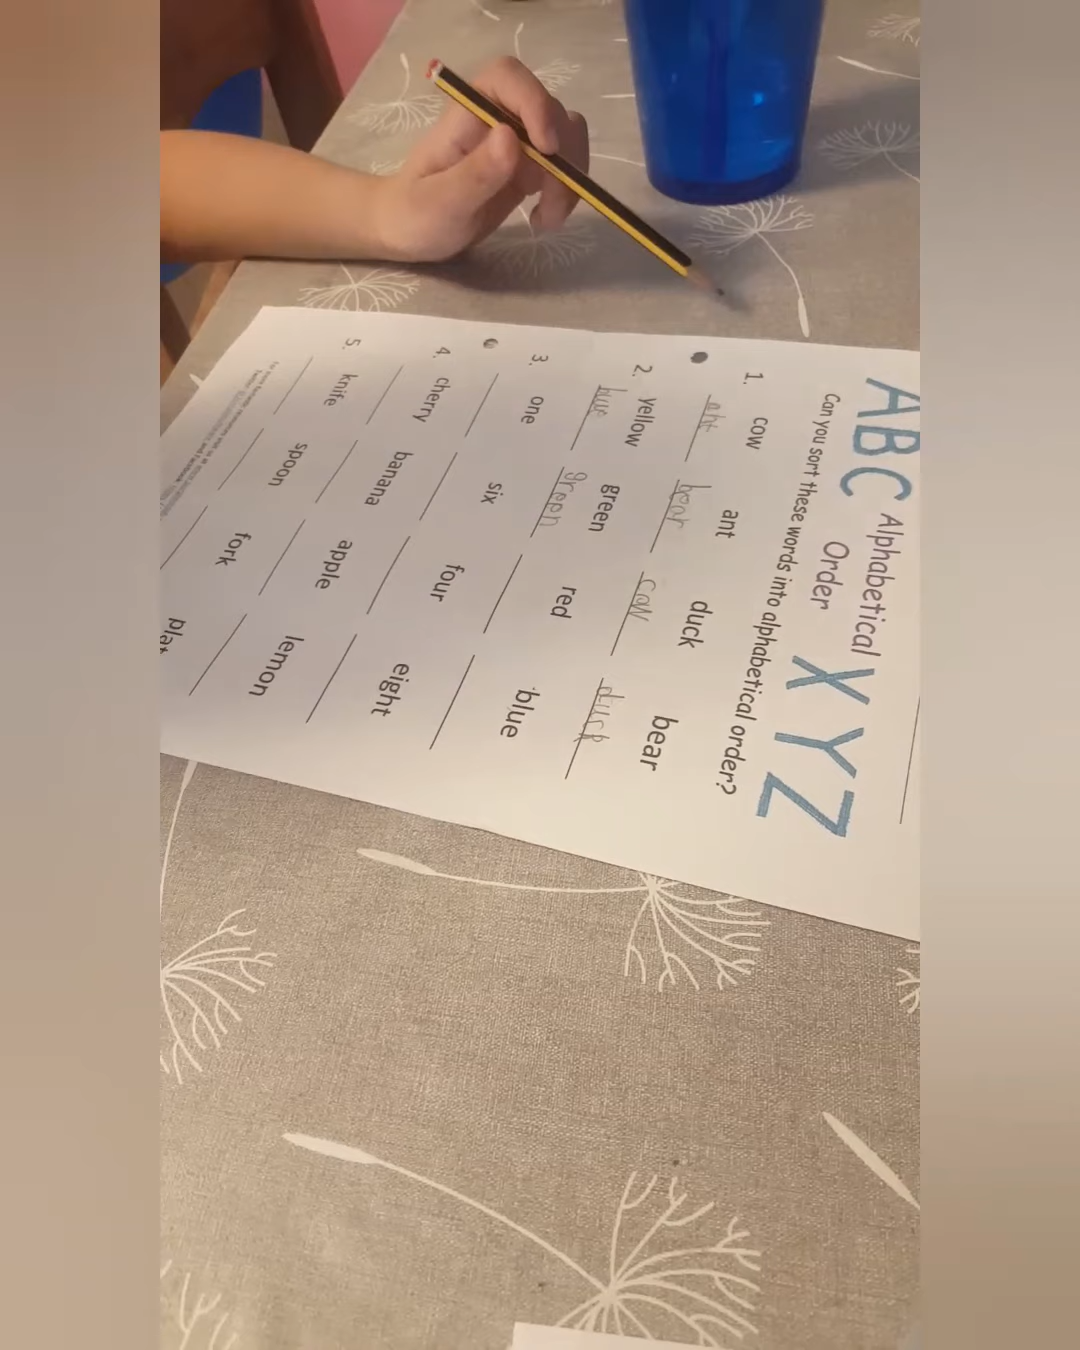 ABC Alphabetical Order XYZ
Can you sort these words into alphabetical order?
1. cow ant duck bear
ant bear cow duck
2. yellow green red blue
blue green
3. one six four eight
4. cherry banana apple lemon
5. knife spoon fork